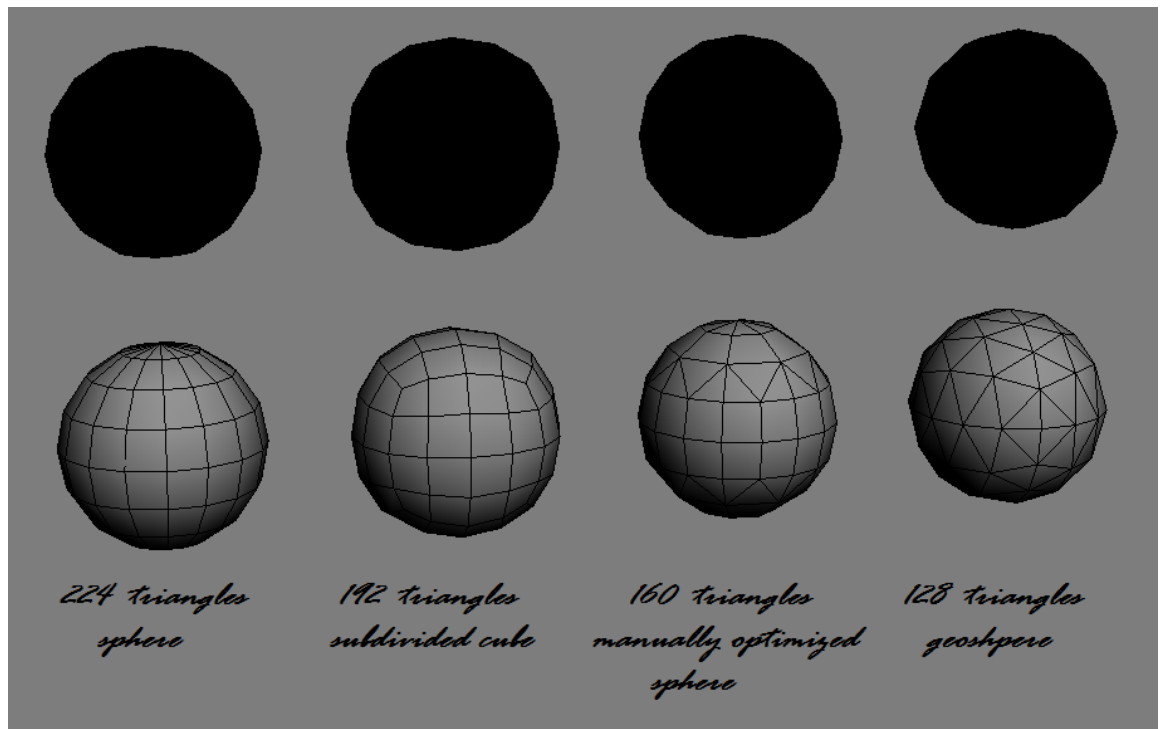 224 triangles
sphere
192 triangles
subdivided cube
160 triangles
manually optimized
sphere
128 triangles
geoshpere